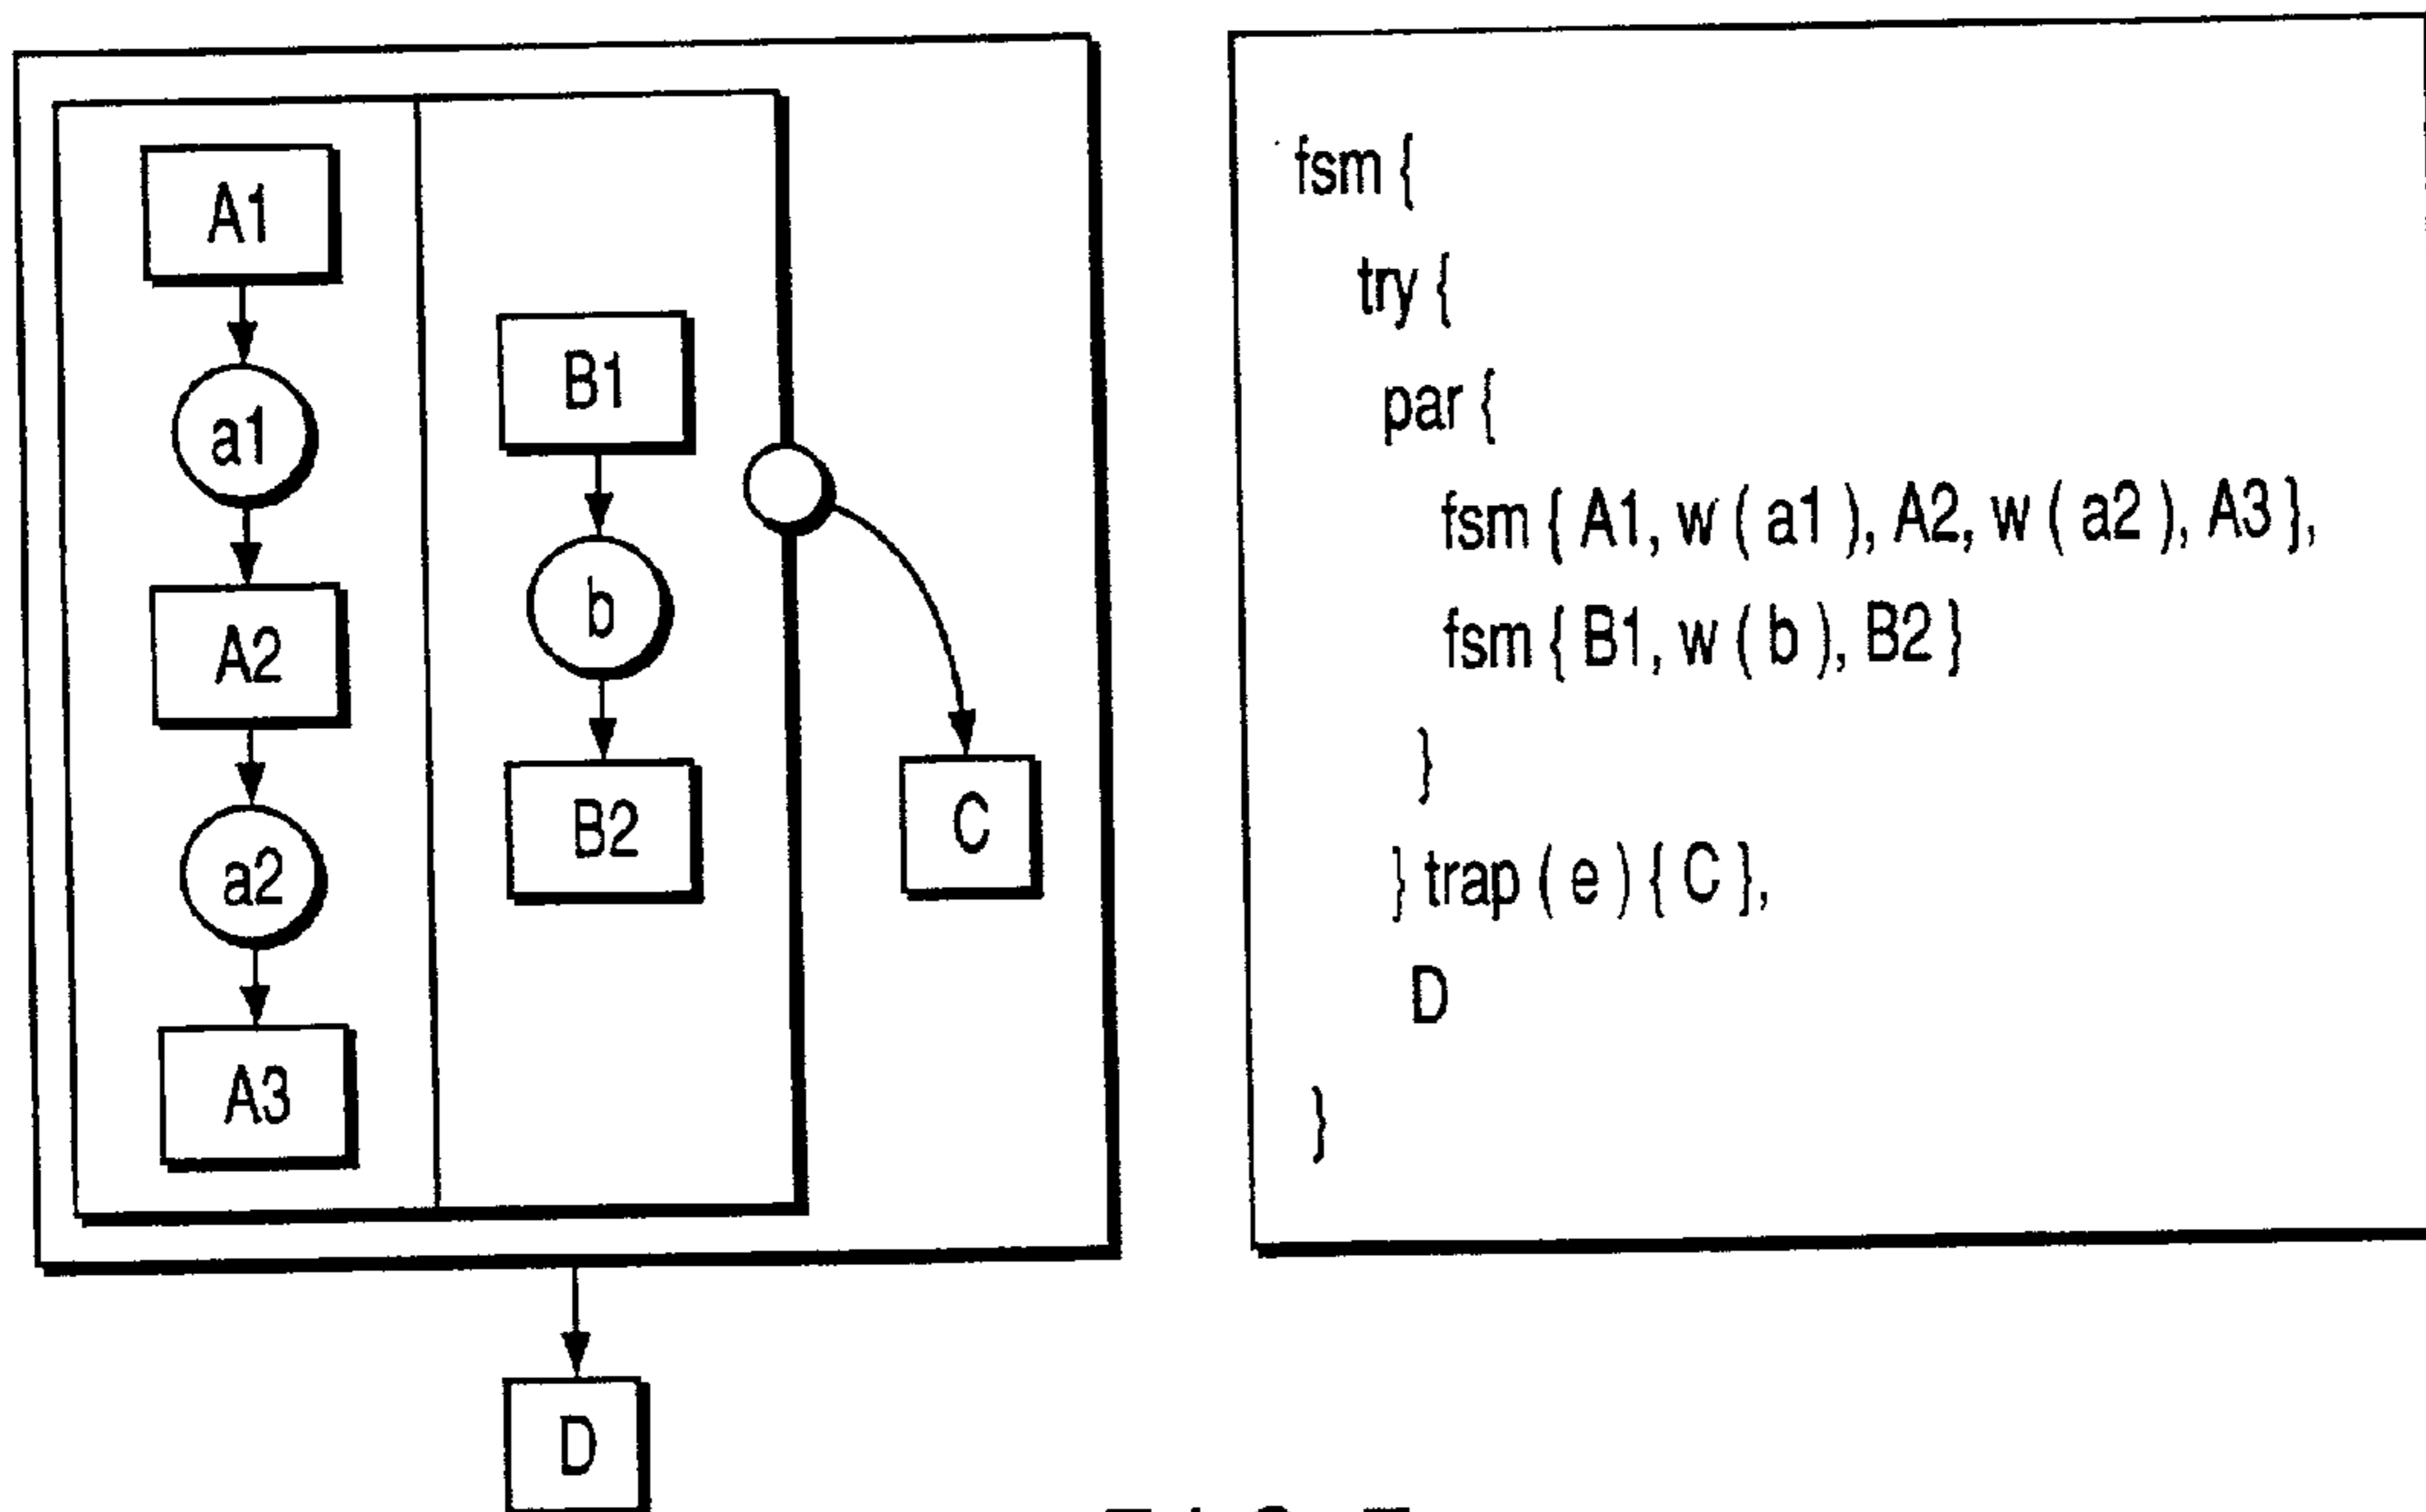 A1
a1
A2
a2
A3
B1
b
B2
C
D
fsm {
try {
par {
fsm { A1, w ( a1 ), A2, w ( a2 ), A3 },
fsm { B1, w ( b ), B2 }
}
} trap ( e ) { C },
D
}